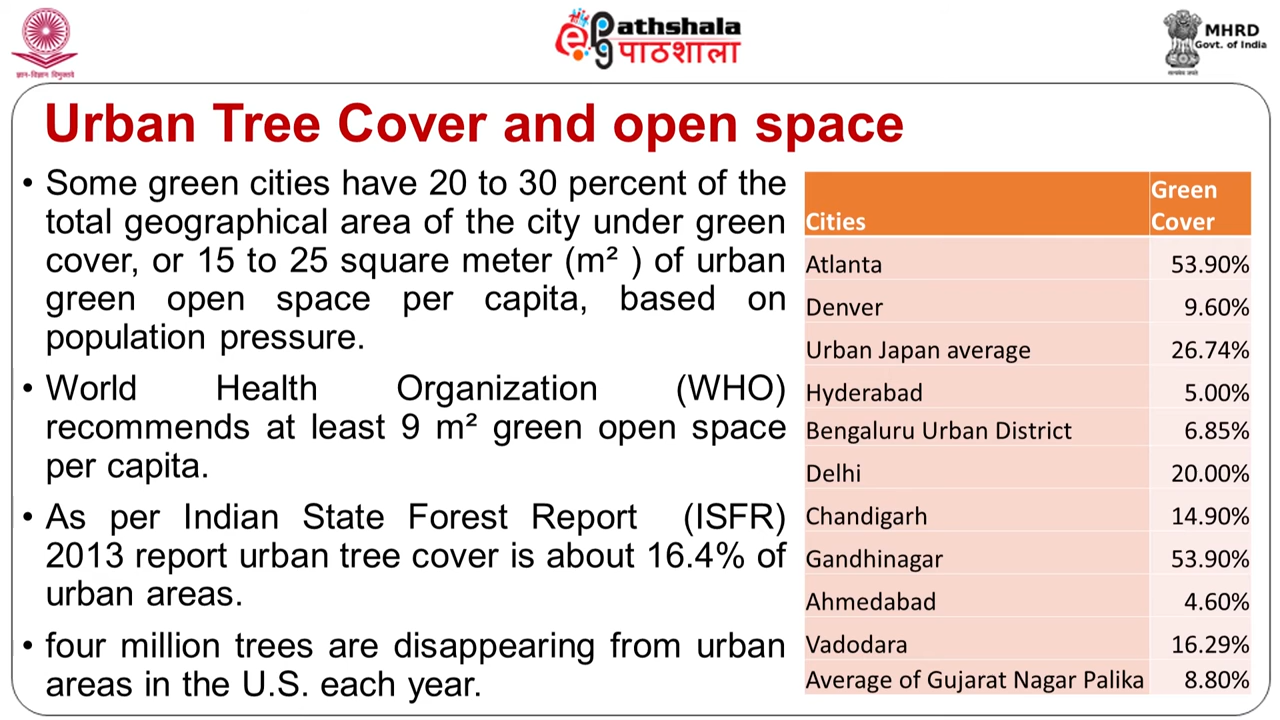 ज्ञान-विज्ञान विमुक्तये
ePg Pathshala
पाठशाला
MHRD
Govt. of India
सत्यमेव जयते
Urban Tree Cover and open space
• Some green cities have 20 to 30 percent of the
total geographical area of the city under green
cover, or 15 to 25 square meter (m² ) of urban
green open space per capita, based on
population pressure.
• World Health Organization (WHO)
recommends at least 9 m² green open space
per capita.
• As per Indian State Forest Report (ISFR)
2013 report urban tree cover is about 16.4% of
urban areas.
• four million trees are disappearing from urban
areas in the U.S. each year.
Cities Green Cover
Atlanta 53.90%
Denver 9.60%
Urban Japan average 26.74%
Hyderabad 5.00%
Bengaluru Urban District 6.85%
Delhi 20.00%
Chandigarh 14.90%
Gandhinagar 53.90%
Ahmedabad 4.60%
Vadodara 16.29%
Average of Gujarat Nagar Palika 8.80%